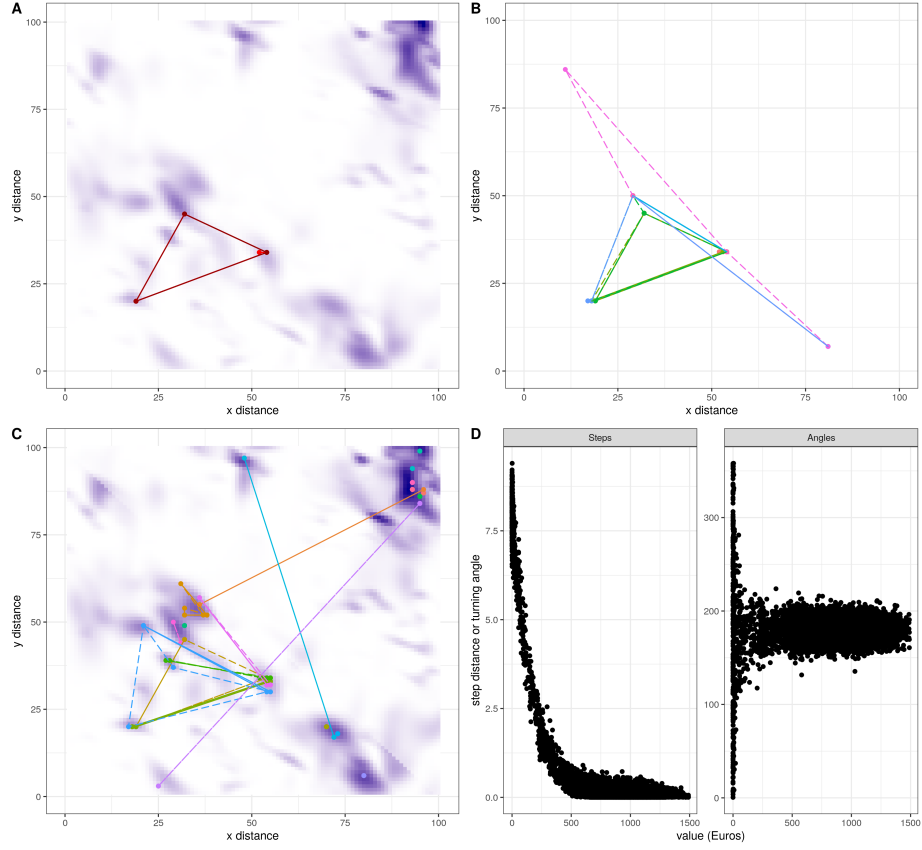 A
100
75
50
25
0
y distance
0 25 50 75 100
x distance
B
100
75
50
25
0
y distance
0 25 50 75 100
x distance
C
100
75
50
25
0
y distance
0 25 50 75 100
x distance
D
Steps
Angles
7.5
5.0
2.5
0.0
step distance or turning angle
300
200
100
0
0 500 1000 1500
0 500 1000 1500
value (Euros)